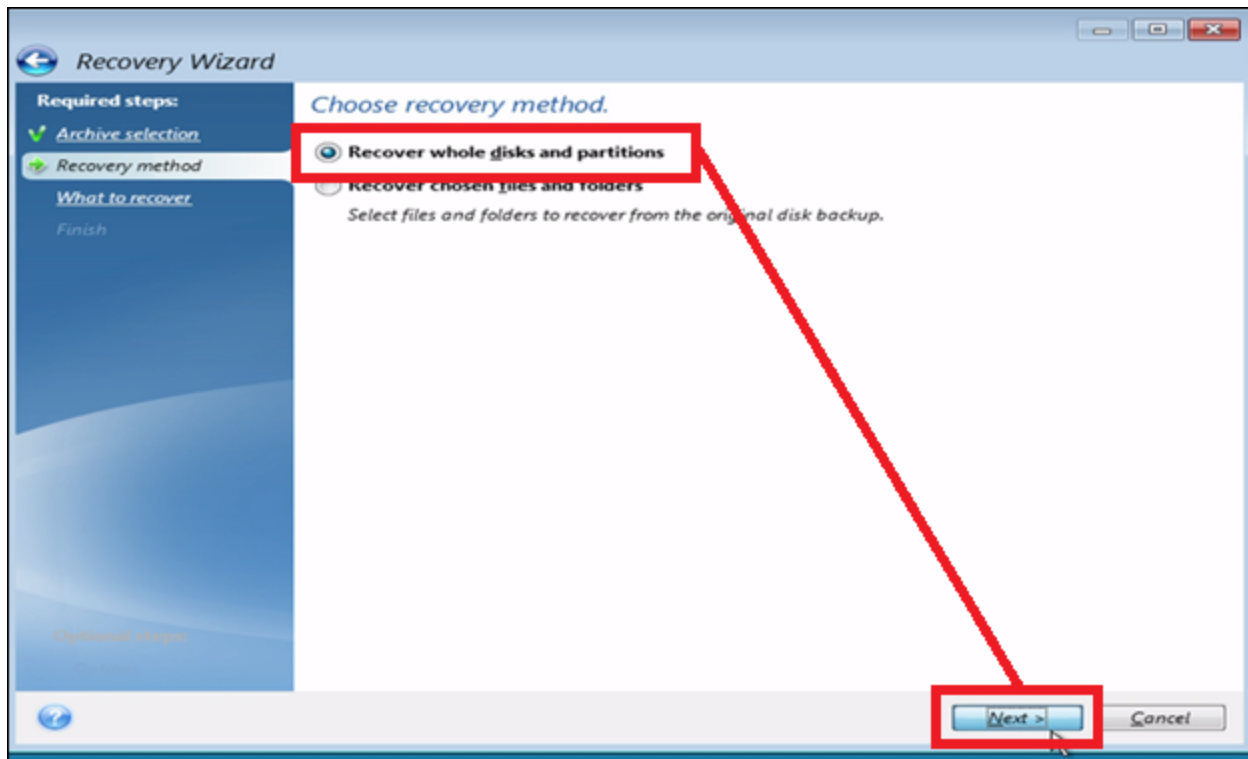 Recovery Wizard
Required steps:
Archive selection
Recovery method
What to recover
Finish
Choose recovery method.
Recover whole disks and partitions
Recover chosen files and folders
Select files and folders to recover from the original disk backup.
Optional steps:
Next >
Cancel